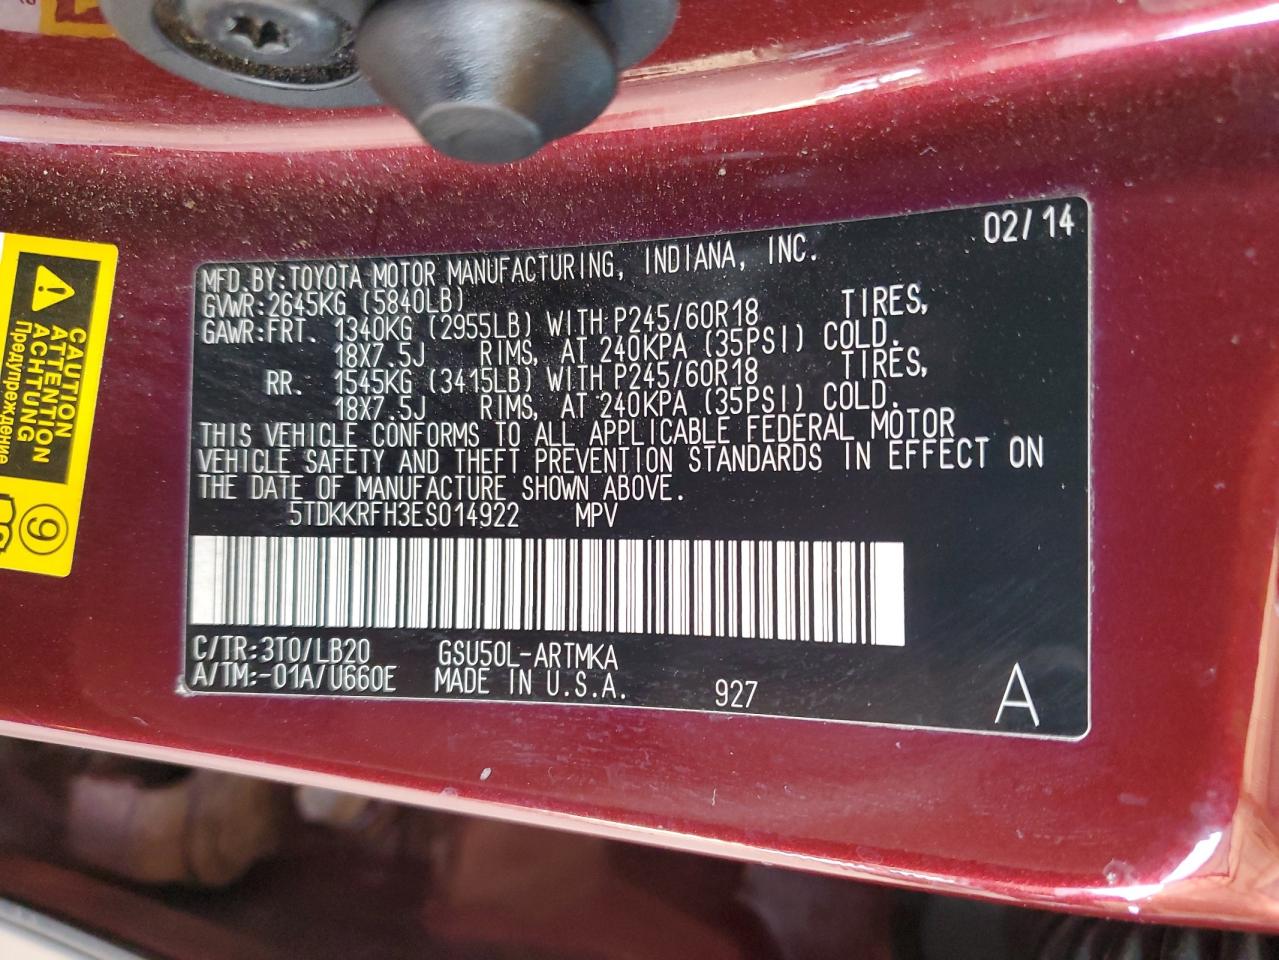 02/14
MFD.BY:TOYOTA MOTOR MANUFACTURING, INDIANA, INC.
GVWR:2645KG (5840LB)
GAWR:FRT. 1340KG (2955LB) WITH P245/60R18 TIRES,
18X7.5J RIMS, AT 240KPA (35PSI) COLD.
RR. 1545KG (3415LB) WITH P245/60R18 TIRES,
18X7.5J RIMS, AT 240KPA (35PSI) COLD.
THIS VEHICLE CONFORMS TO ALL APPLICABLE FEDERAL MOTOR
VEHICLE SAFETY AND THEFT PREVENTION STANDARDS IN EFFECT ON
THE DATE OF MANUFACTURE SHOWN ABOVE.
5TDKKRFH3ES014922 MPV
C/TR:3T0/LB20 GSU50L-ARTMKA
A/TM:-01A/U660E MADE IN U.S.A. 927 A
CAUTION
ATTENTION
ACHTUNG
Предупреждение
9